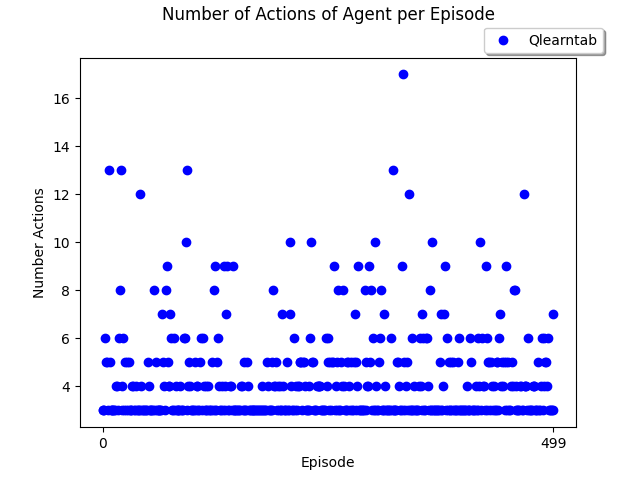 Number of Actions of Agent per Episode
Qlearntab
16
14
12
10
8
6
4
Number Actions
0
499
Episode